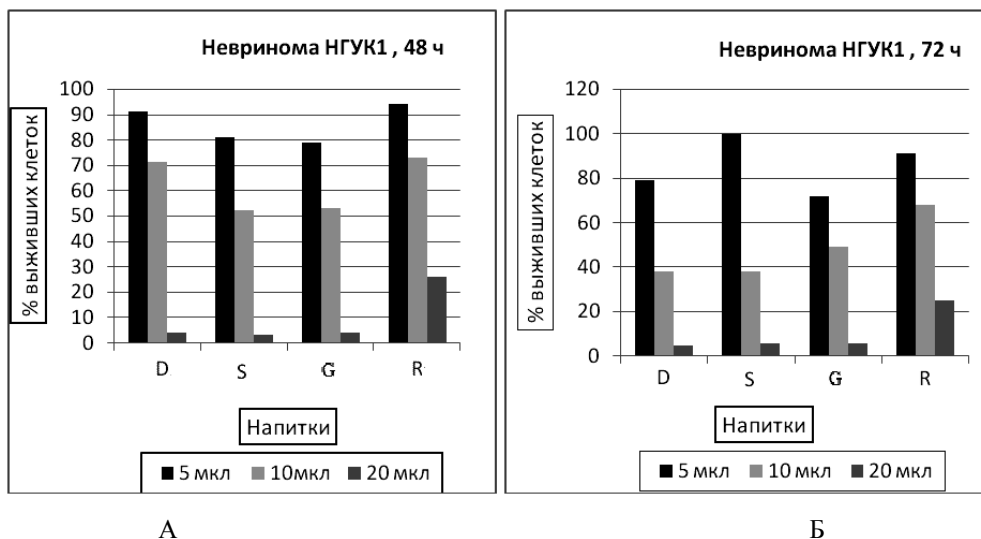 Невринома НГУК1 , 48 ч
% выживших клеток
100
90
80
70
60
50
40
30
20
10
0
D S G R
Напитки
5 мкл 10мкл 20 мкл
А
Невринома НГУК1 , 72 ч
% выживших клеток
120
100
80
60
40
20
0
D S G R
Напитки
5 мкл 10 мкл 20 мкл
Б